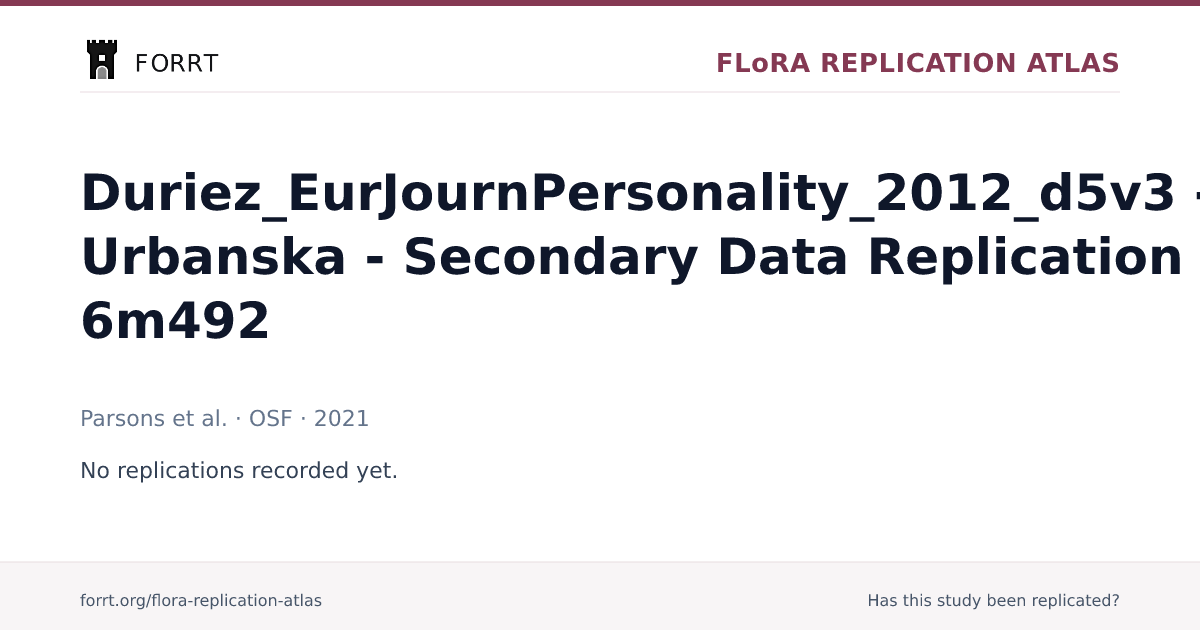 FORRT
FLoRA REPLICATION ATLAS
Duriez_EurJournPersonality_2012_d5v3 -
Urbanska - Secondary Data Replication
6m492
Parsons et al. · OSF · 2021
No replications recorded yet.
forrt.org/flora-replication-atlas
Has this study been replicated?